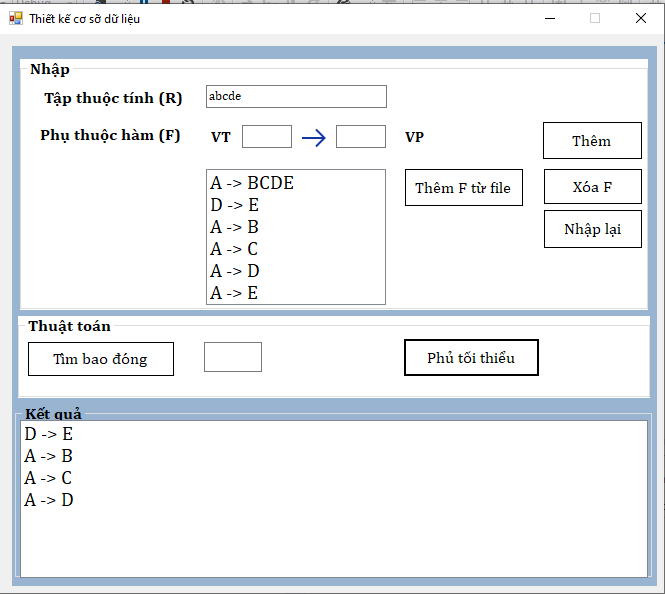 Thiết kế cơ sỡ dữ liệu
Nhập
Tập thuộc tính (R) abcde
Phụ thuộc hàm (F) VT VP
Thêm
A -> BCDE
D -> E
A -> B
A -> C
A -> D
A -> E
Thêm F từ file
Xóa F
Nhập lại
Thuật toán
Tìm bao đóng
Phủ tối thiểu
Kết quả
D -> E
A -> B
A -> C
A -> D